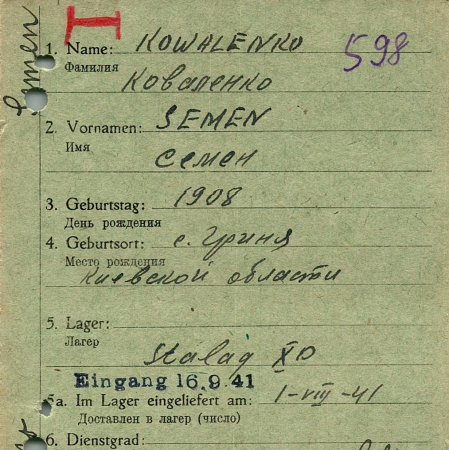 Semen
I
1. Name: KOWALENKO 598
Фамилия
Коваленко
2. Vornamen: SEMEN
Имя
Семен
3. Geburtstag: 1908
День рождения
4. Geburtsort: с. Гриня
Место рождения
Киевской области
5. Lager:
Лагер
Stalag XD
Eingang 16.9.41
5a. Im Lager eingeliefert am: 1-VIII-41
Доставлен в лагер (число)
6. Dienstgrad: